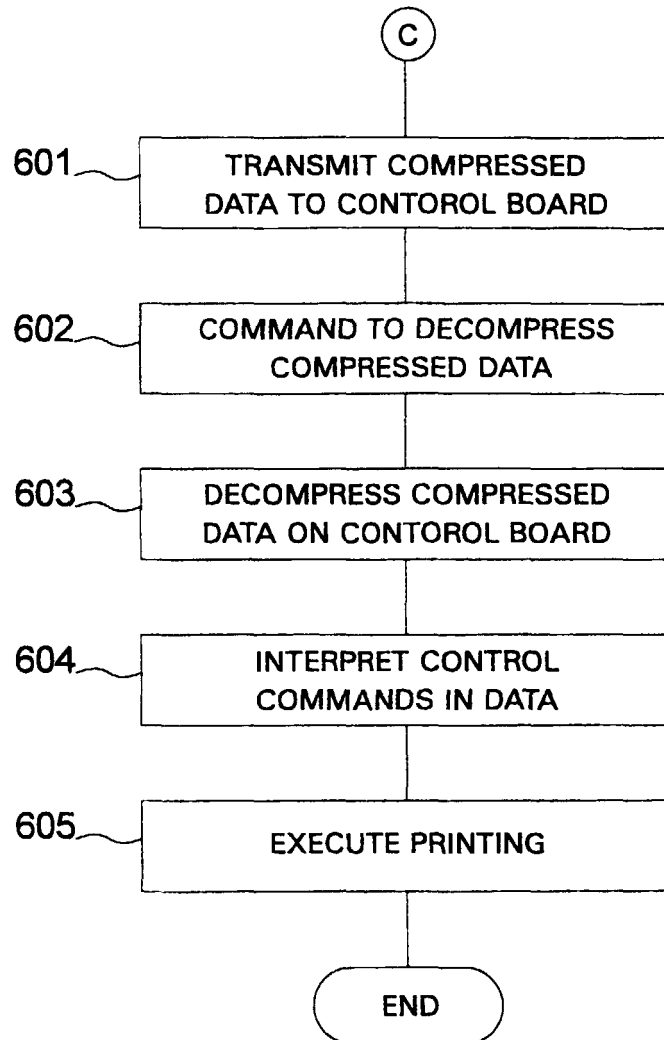 C
601
TRANSMIT COMPRESSED
DATA TO CONTOROL BOARD
602
COMMAND TO DECOMPRESS
COMPRESSED DATA
603
DECOMPRESS COMPRESSED
DATA ON CONTOROL BOARD
604
INTERPRET CONTROL
COMMANDS IN DATA
605
EXECUTE PRINTING
END